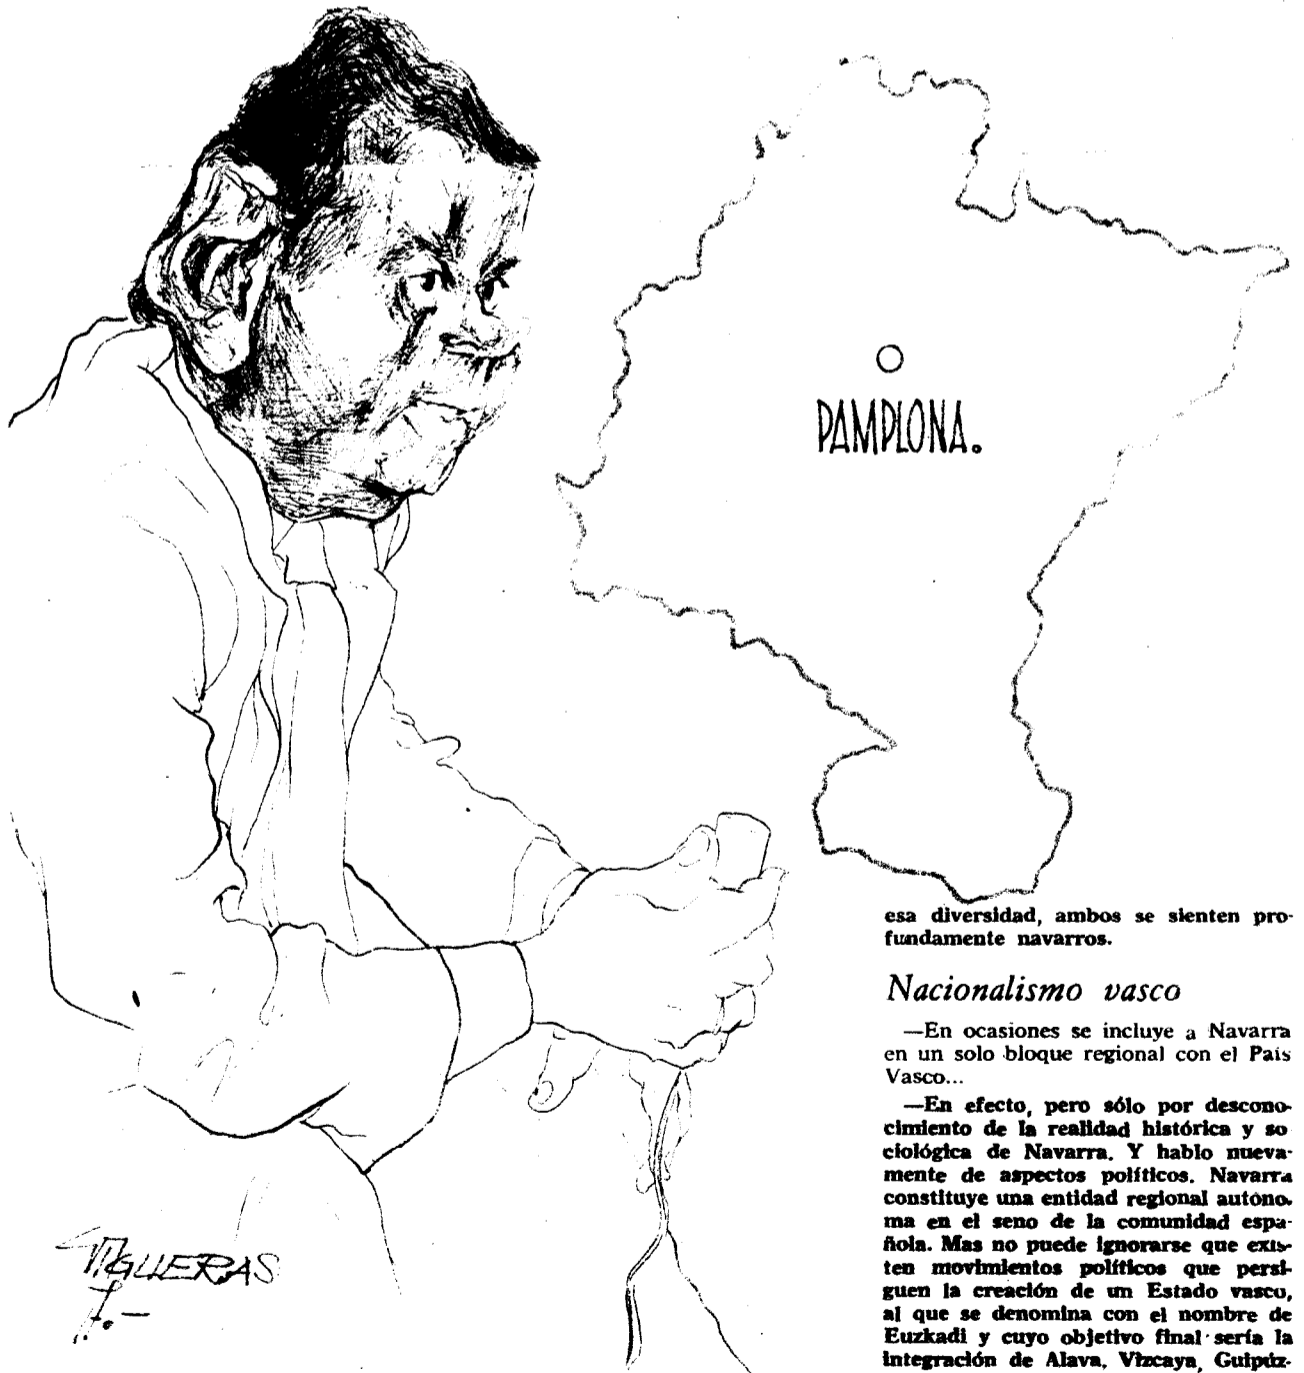 PAMPLONA.
esa diversidad, ambos se sienten pro-
fundamente navarros.
Nacionalismo vasco
—En ocasiones se incluye a Navarra
en un solo bloque regional con el País
Vasco...
—En efecto, pero sólo por descono-
cimiento de la realidad histórica y so
ciológica de Navarra. Y hablo nueva-
mente de aspectos políticos. Navarra
constituye una entidad regional autóno-
ma en el seno de la comunidad espa-
ñola. Mas no puede ignorarse que exis-
ten movimientos políticos que persi-
guen la creación de un Estado vasco,
al que se denomina con el nombre de
Euzkadi y cuyo objetivo final sería la
integración de Alava, Vizcaya, Guipúz-
VIGUERAS